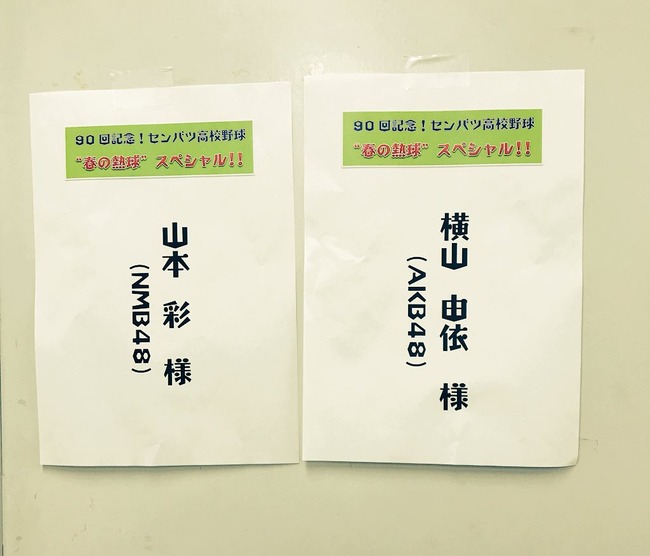 90回記念!センバツ高校野球
"春の熱球" スペシャル!!
山本 彩 様
(NMB48)
90回記念!センバツ高校野球
"春の熱球" スペシャル!!
横山 由依 様
(AKB48)